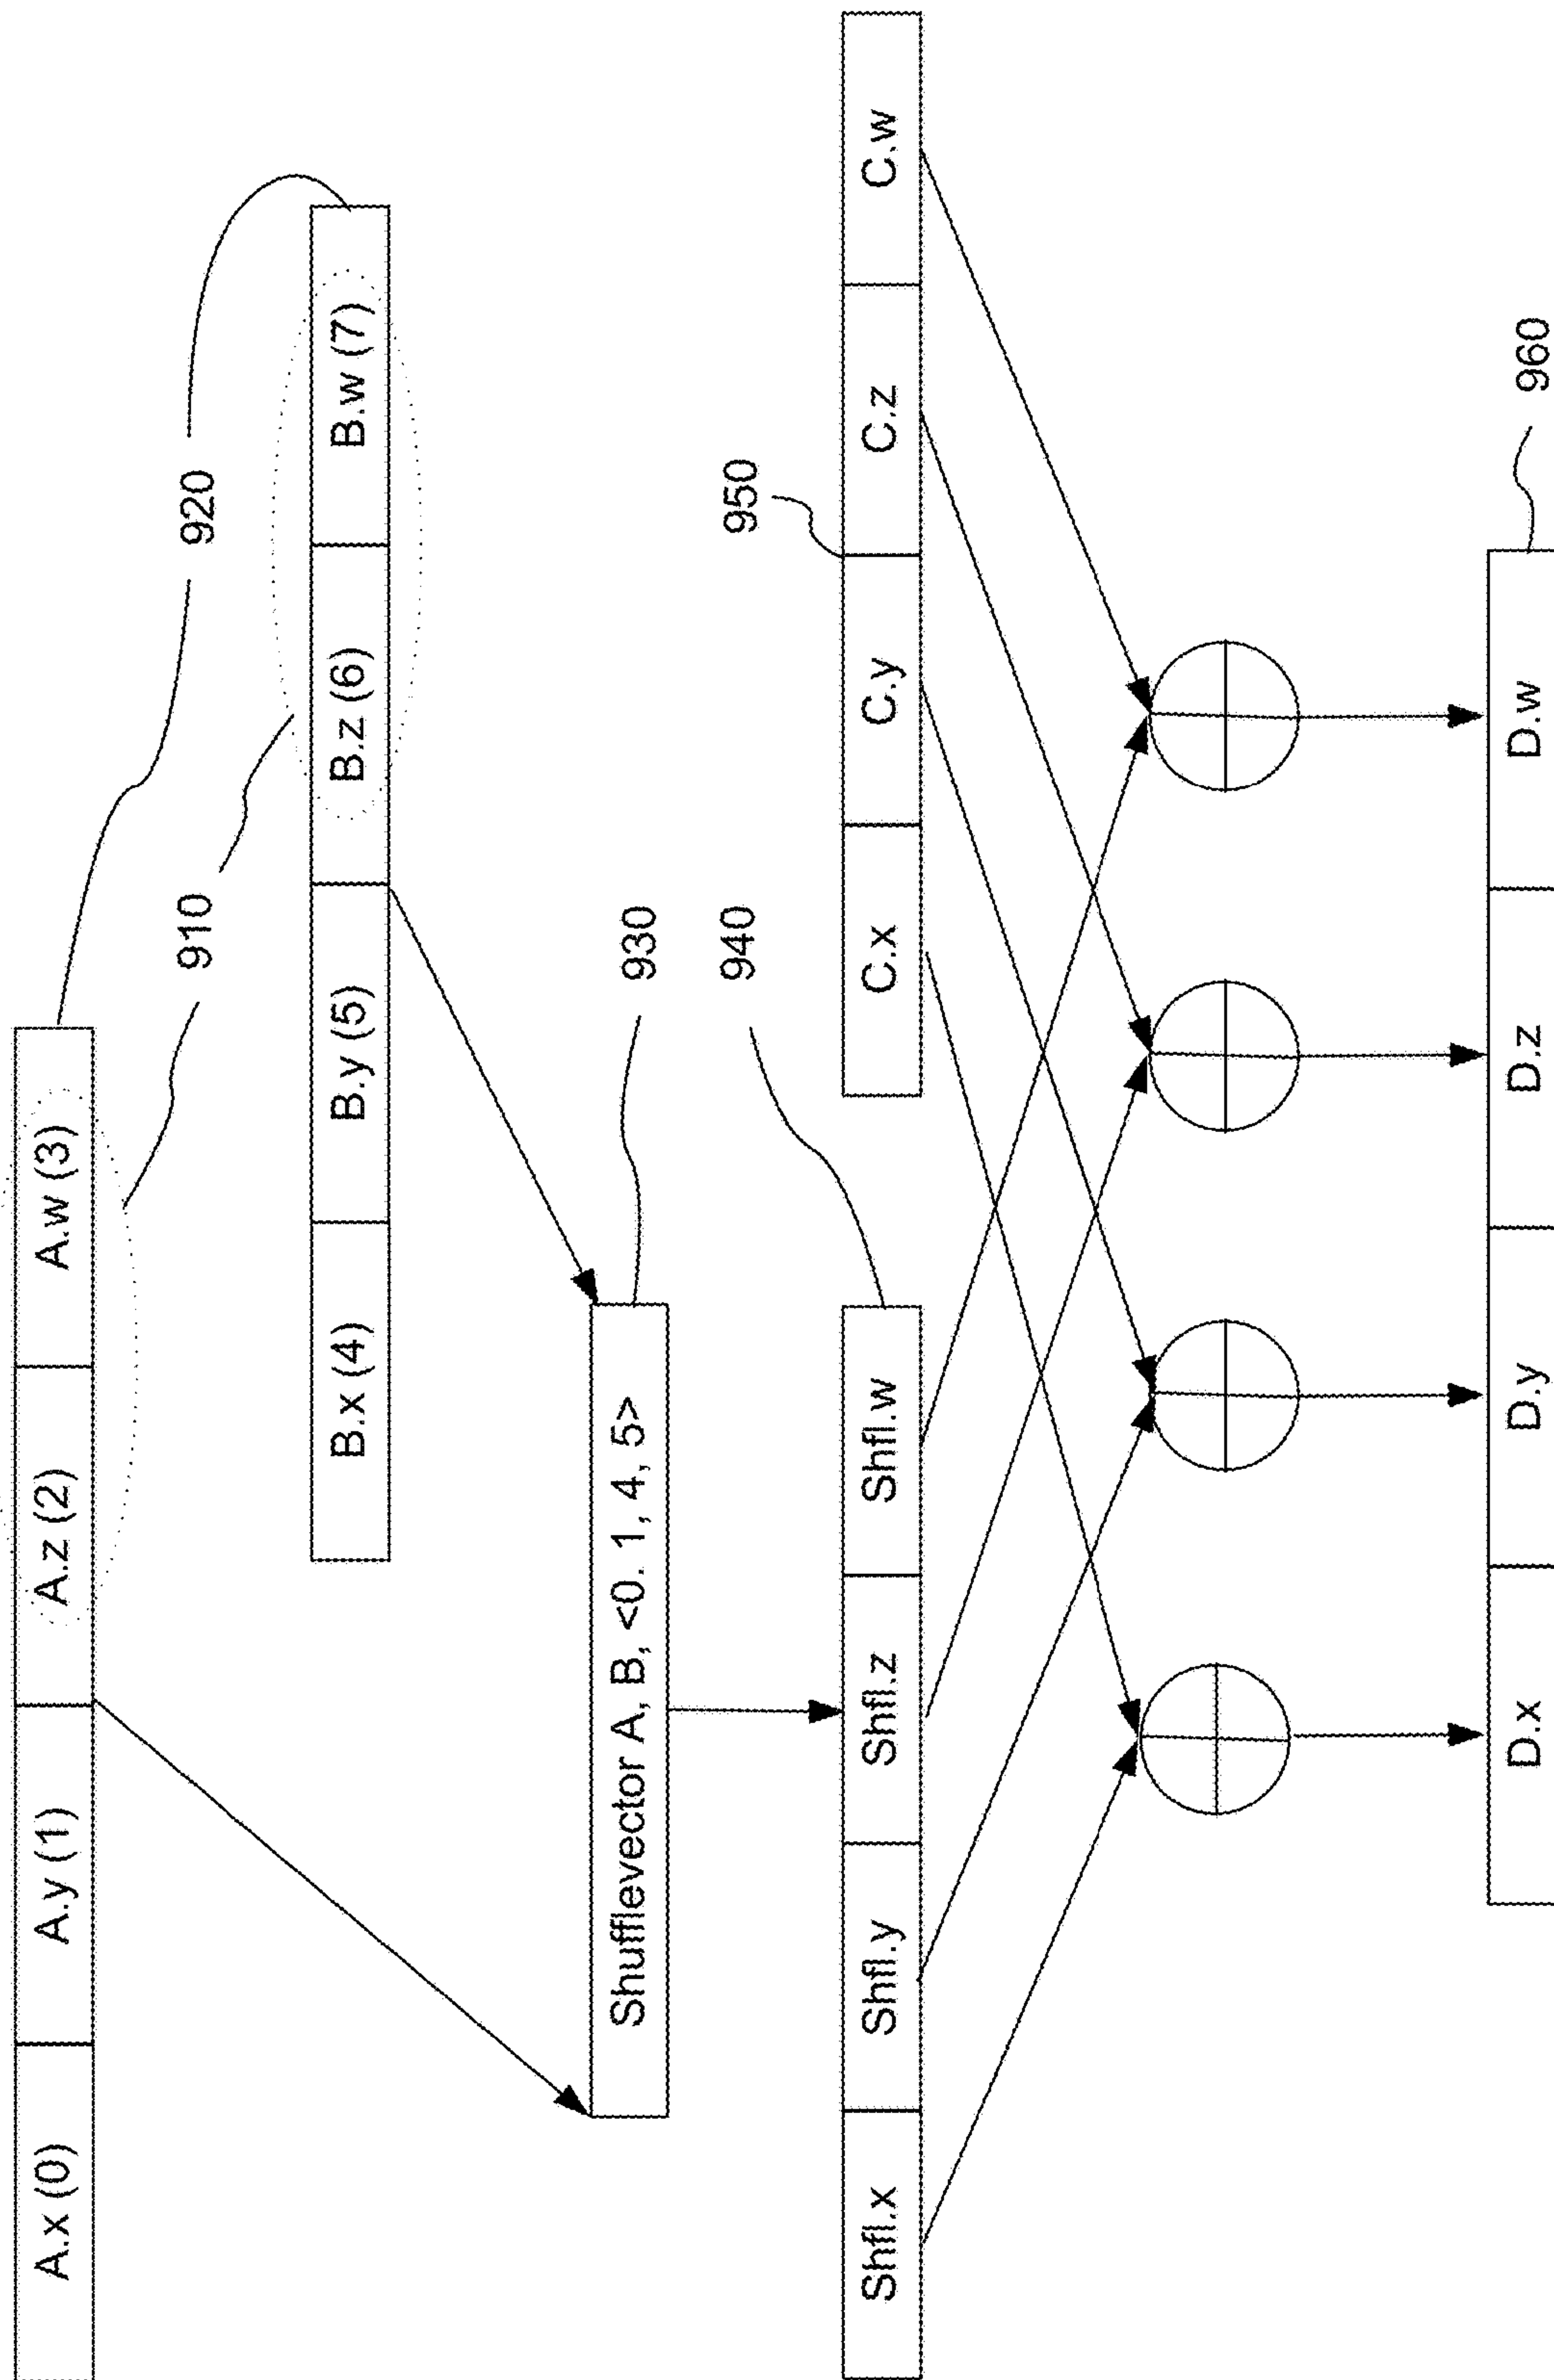 A.x (0) A.y (1) A.z (2) A.w (3)
920
910
B.x (4) B.y (5) B.z (6) B.w (7)
930
Shufflevector A, B, <0. 1, 4, 5>
940
950
Shfl.x Shfl.y Shfl.z Shfl.w C.x C.y C.z C.w
960
D.x D.y D.z D.w